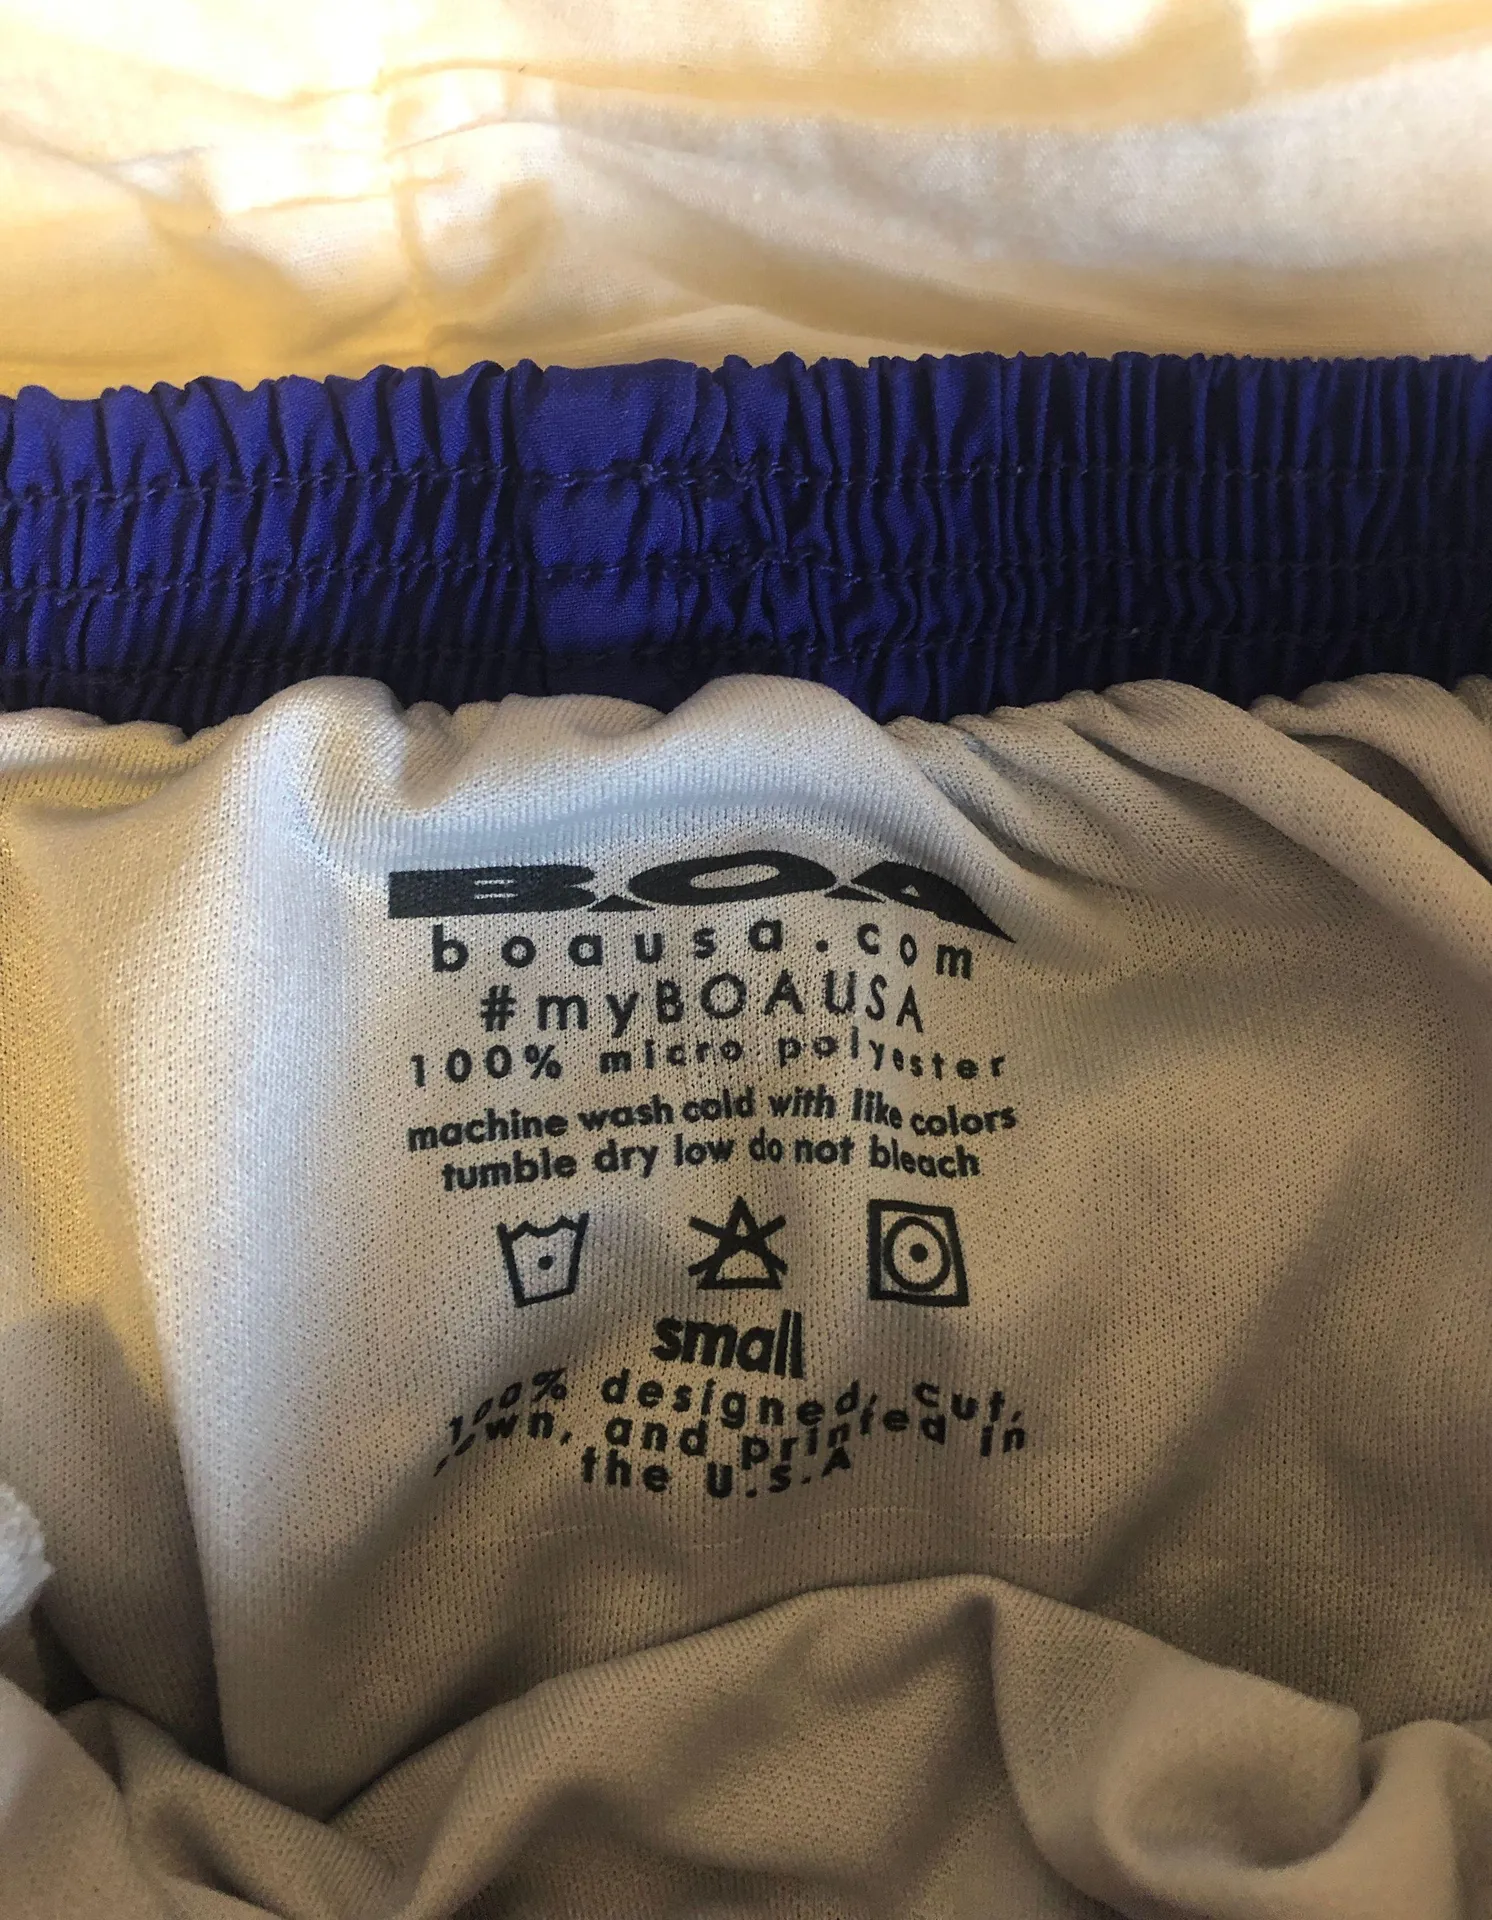 B.O.A
boausa.com
#myBOAUSA
100% micro polyester
machine wash cold with like colors
tumble dry low do not bleach
small
100% designed, cut,
sewn, and printed in
the U.S.A